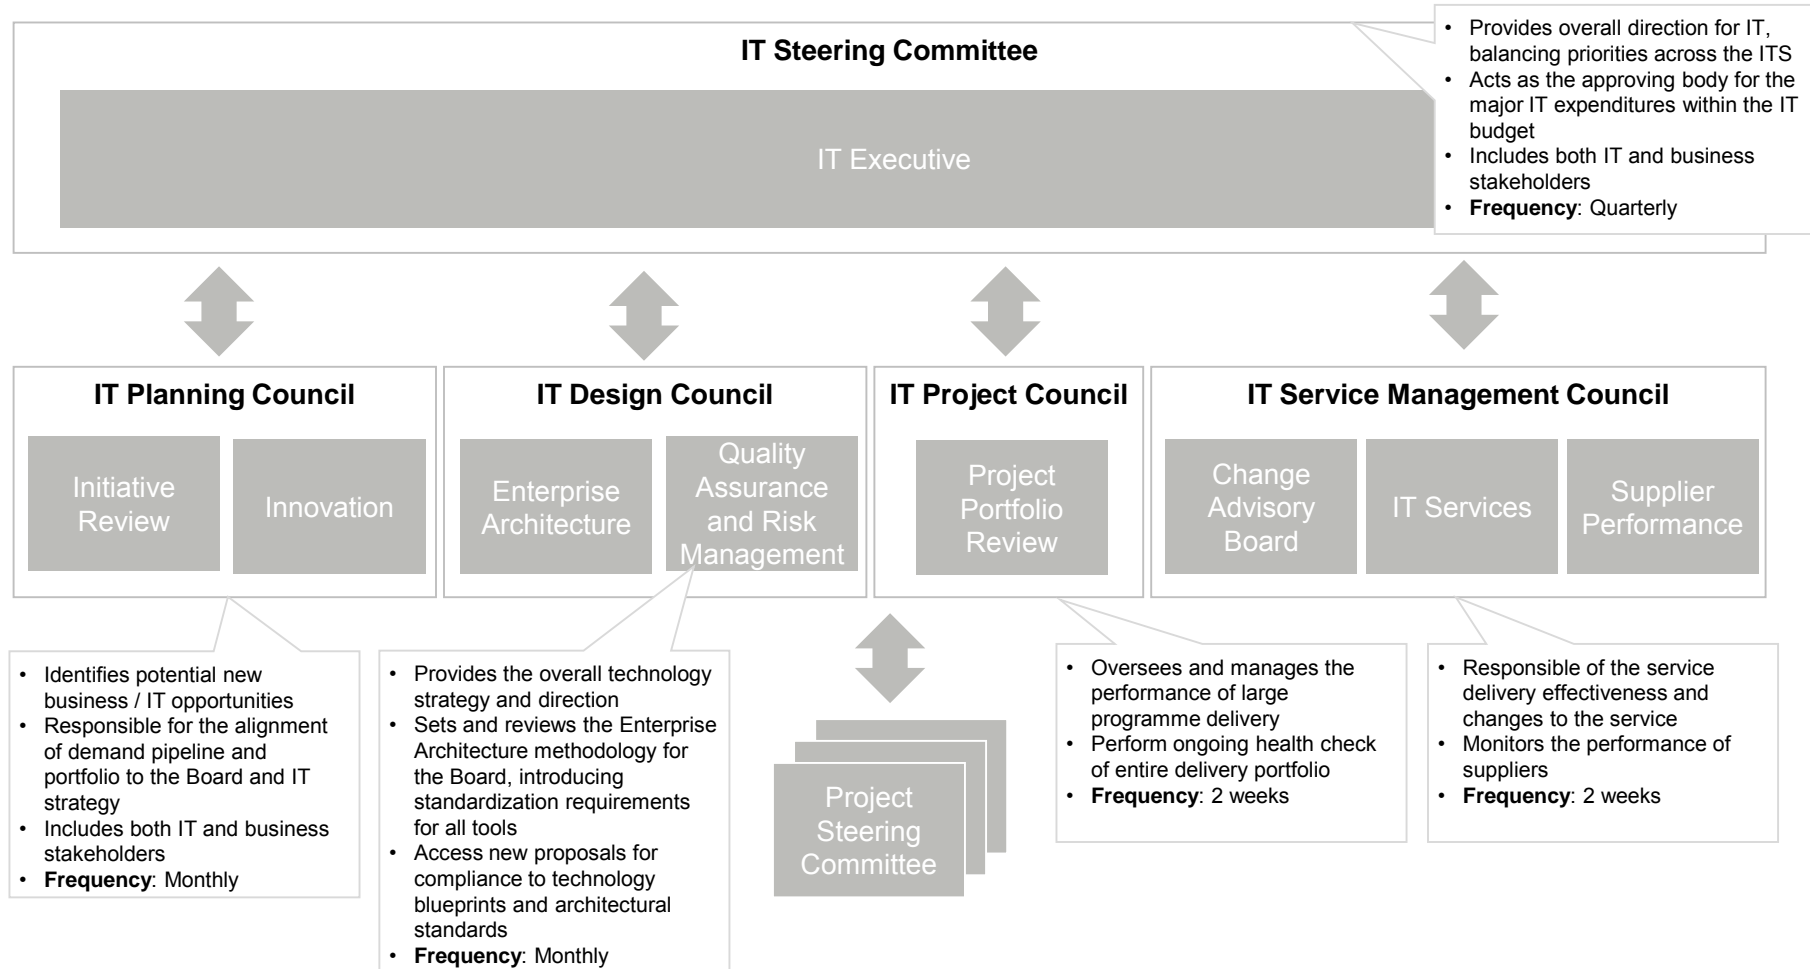 IT Steering Committee
IT Executive
• Provides overall direction for IT,
balancing priorities across the ITS
• Acts as the approving body for the
major IT expenditures within the IT
budget
• Includes both IT and business
stakeholders
• Frequency: Quarterly
IT Planning Council
Initiative
Review
Innovation
IT Design Council
Enterprise
Architecture
Quality
Assurance
and Risk
Management
IT Project Council
Project
Portfolio
Review
IT Service Management Council
Change
Advisory
Board
IT Services
Supplier
Performance
• Identifies potential new
business / IT opportunities
• Responsible for the alignment
of demand pipeline and
portfolio to the Board and IT
strategy
• Includes both IT and business
stakeholders
• Frequency: Monthly
• Provides the overall technology
strategy and direction
• Sets and reviews the Enterprise
Architecture methodology for
the Board, introducing
standardization requirements
for all tools
• Access new proposals for
compliance to technology
blueprints and architectural
standards
• Frequency: Monthly
Project
Steering
Committee
• Oversees and manages the
performance of large
programme delivery
• Perform ongoing health check
of entire delivery portfolio
• Frequency: 2 weeks
• Responsible of the service
delivery effectiveness and
changes to the service
• Monitors the performance of
suppliers
• Frequency: 2 weeks